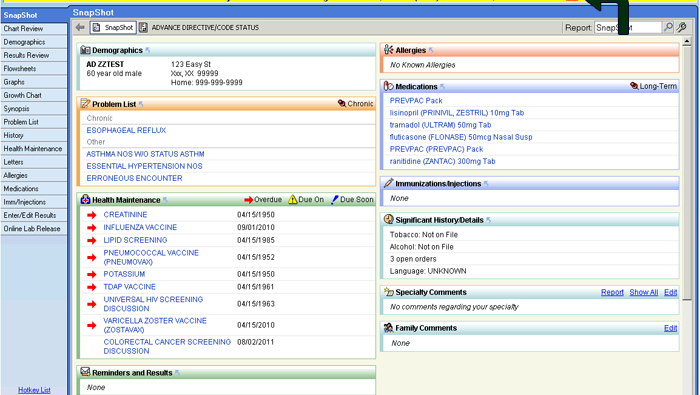 SnapShot
Chart Review
Demographics
Results Review
Flowsheets
Graphs
Growth Chart
Synopsis
Problem List
History
Health Maintenance
Letters
Allergies
Medications
Imm/Injections
Enter/Edit Results
Online Lab Release
Hotkey List
SnapShot
SnapShot ADVANCE DIRECTIVE/CODE STATUS Report:
Demographics
AD ZZTEST 123 Easy St
60 year old male Xxx, XX 99999
Home: 999-999-9999
Problem List Chronic
Chronic
ESOPHAGEAL REFLUX
Other
ASTHMA NOS W/O STATUS ASTHM
ESSENTIAL HYPERTENSION NOS
ERRONEOUS ENCOUNTER
Health Maintenance Overdue Due On Due Soon
CREATININE 04/15/1950
INFLUENZA VACCINE 09/01/2010
LIPID SCREENING 04/15/1985
PNEUMOCOCCAL VACCINE 04/15/1952
(PNEUMOVAX)
POTASSIUM 04/15/1950
TDAP VACCINE 04/15/1961
UNIVERSAL HIV SCREENING 04/15/1963
DISCUSSION
VARICELLA ZOSTER VACCINE 04/15/2010
(ZOSTAVAX)
COLORECTAL CANCER SCREENING 08/02/2011
DISCUSSION
Reminders and Results
None
Allergies
No Known Allergies
Medications Long-Term
PREVPAC Pack
lisinopril (PRINIVIL, ZESTRIL) 10mg Tab
tramadol (ULTRAM) 50mg Tab
fluticasone (FLONASE) 50mcg Nasal Susp
PREVPAC (PREVPAC) Pack
ranitidine (ZANTAC) 300mg Tab
Immunizations/Injections
None
Significant History/Details
Tobacco: Not on File
Alcohol: Not on File
3 open orders
Language: UNKNOWN
Specialty Comments Report Show All Edit
No comments regarding your specialty
Family Comments Edit
None